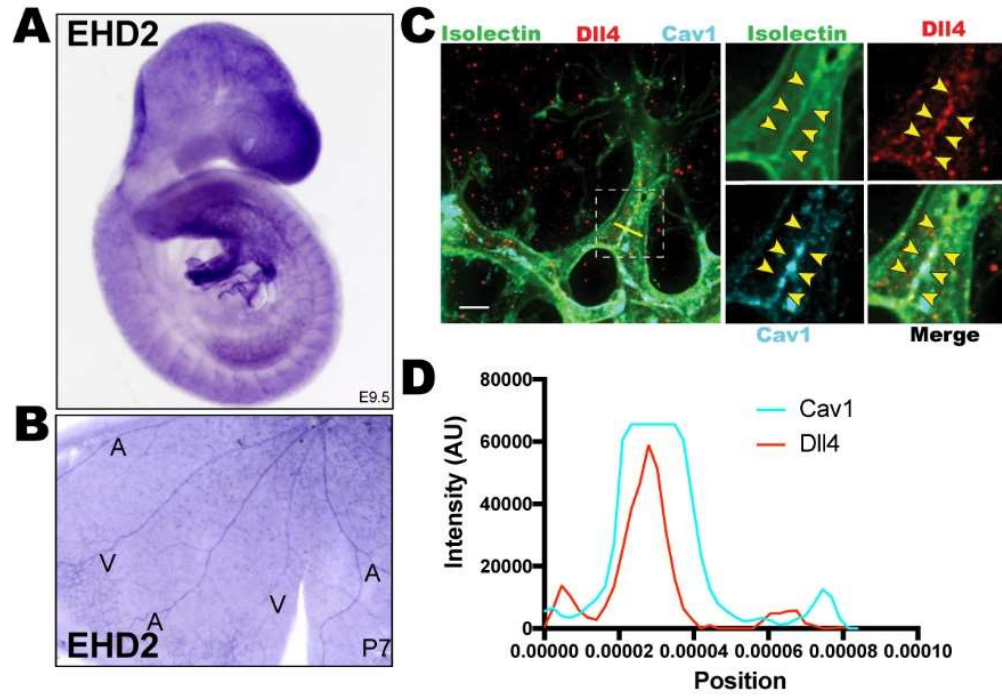 A
EHD2
E9.5
B
A
V
A
V
A
EHD2
P7
C
Isolectin Dll4 Cav1
Isolectin Dll4
Cav1 Merge
D
80000
60000
40000
20000
0
Intensity (AU)
Cav1
Dll4
0.00000 0.00002 0.00004 0.00006 0.00008 0.00010
Position